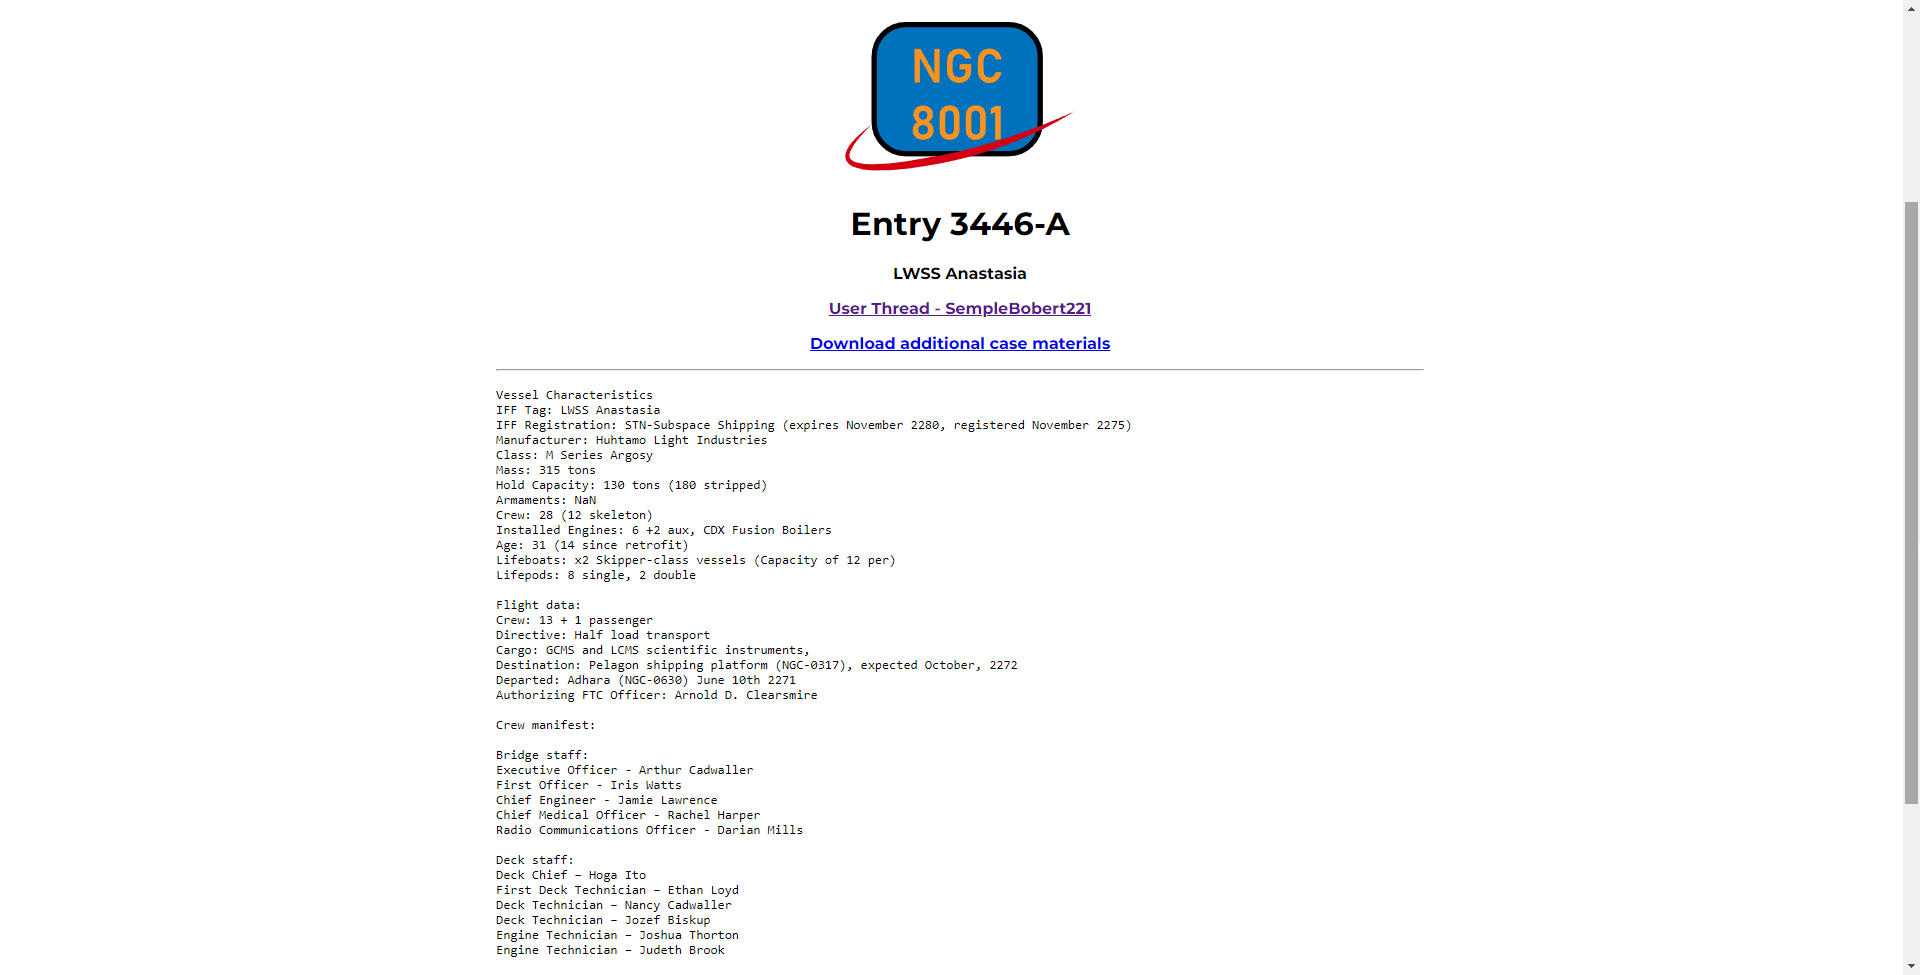 NGC
8001
Entry 3446-A
LWSS Anastasia
User Thread - SempleBobert221
Download additional case materials
Vessel Characteristics
IFF Tag: LWSS Anastasia
IFF Registration: STN-Subspace Shipping (expires November 2280, registered November 2275)
Manufacturer: Huhtamo Light Industries
Class: M Series Argosy
Mass: 315 tons
Hold Capacity: 130 tons (180 stripped)
Armaments: NaN
Crew: 28 (12 skeleton)
Installed Engines: 6 +2 aux, CDX Fusion Boilers
Age: 31 (14 since retrofit)
Lifeboats: x2 Skipper-class vessels (Capacity of 12 per)
Lifepods: 8 single, 2 double
Flight data:
Crew: 13 + 1 passenger
Directive: Half load transport
Cargo: GCMS and LCMS scientific instruments,
Destination: Pelagon shipping platform (NGC-0317), expected October, 2272
Departed: Adhara (NGC-0630) June 10th 2271
Authorizing FTC Officer: Arnold D. Clearsmire
Crew manifest:
Bridge staff:
Executive Officer - Arthur Cadwaller
First Officer - Iris Watts
Chief Engineer - Jamie Lawrence
Chief Medical Officer - Rachel Harper
Radio Communications Officer - Darian Mills
Deck staff:
Deck Chief – Hoga Ito
First Deck Technician – Ethan Loyd
Deck Technician – Nancy Cadwaller
Deck Technician – Jozef Biskup
Engine Technician – Joshua Thorton
Engine Technician – Judeth Brook